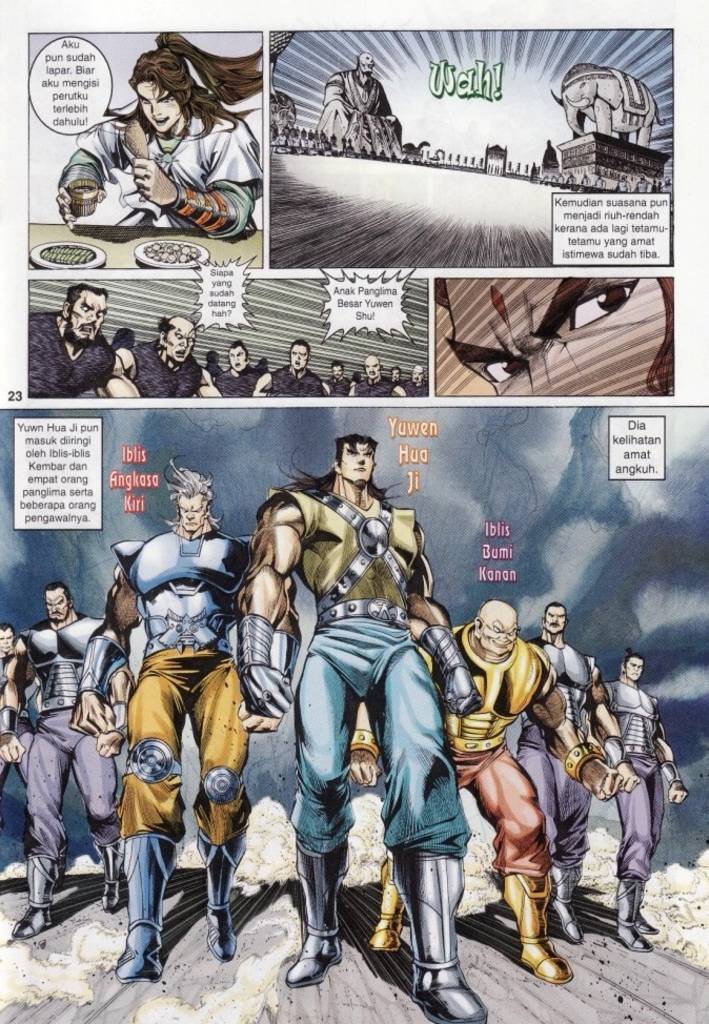 Aku
pun sudah
lapar. Biar
aku mengisi
perutku
terlebih
dahulu!
Wah!
Kemudian suasana pun
menjadi riuh-rendah
kerana ada lagi tetamu-
tetamu yang amat
istimewa sudah tiba.
Siapa
yang
sudah
datang
hah?
Anak Panglima
Besar Yuwen
Shu!
23
Yuwn Hua Ji pun
masuk diiringi
oleh Iblis-iblis
Kembar dan
empat orang
panglima serta
beberapa orang
pengawalnya.
Iblis
Angkasa
Kiri
Yuwen
Hua
Ji
Iblis
Bumi
Kanan
Dia
kelihatan
amat
angkuh.